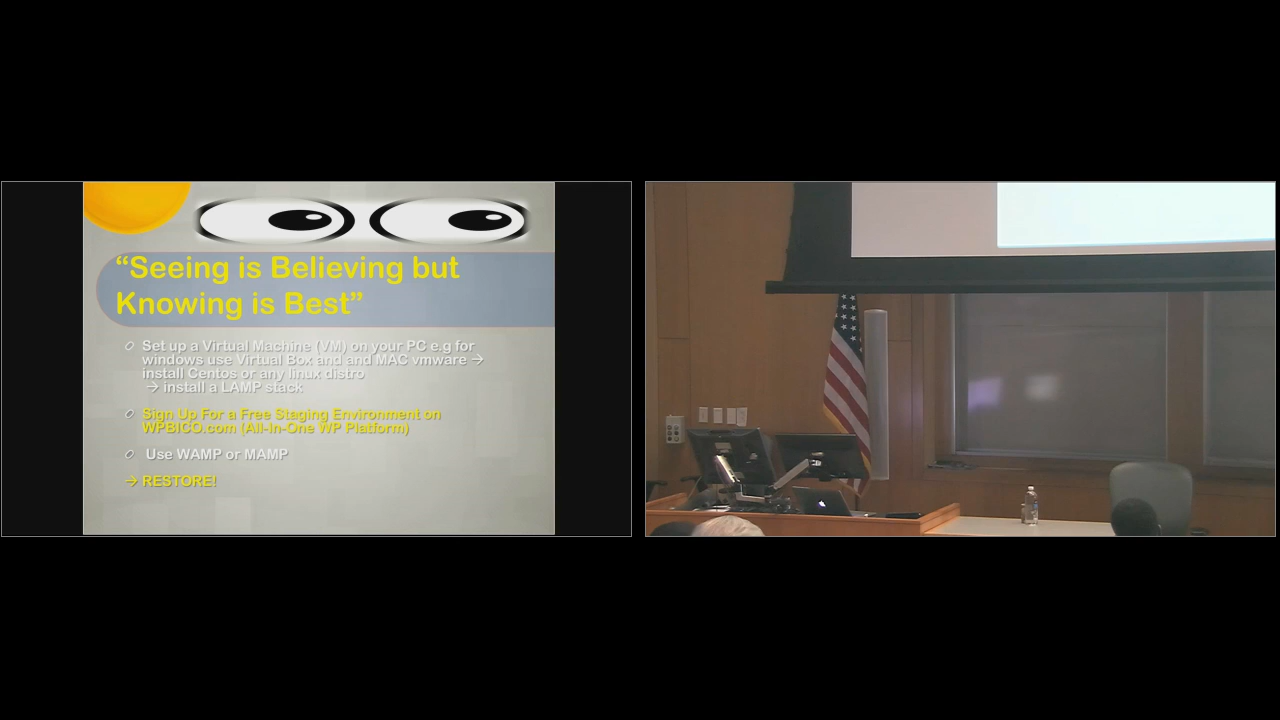 “Seeing is Believing but
Knowing is Best”
Set up a Virtual Machine (VM) on your PC e.g for
windows use Virtual Box and and MAC vmware →
install Centos or any linux distro
→ install a LAMP stack
Sign Up For a Free Staging Environment on
WPBICO.com (All-In-One WP Platform)
Use WAMP or MAMP
→ RESTORE!